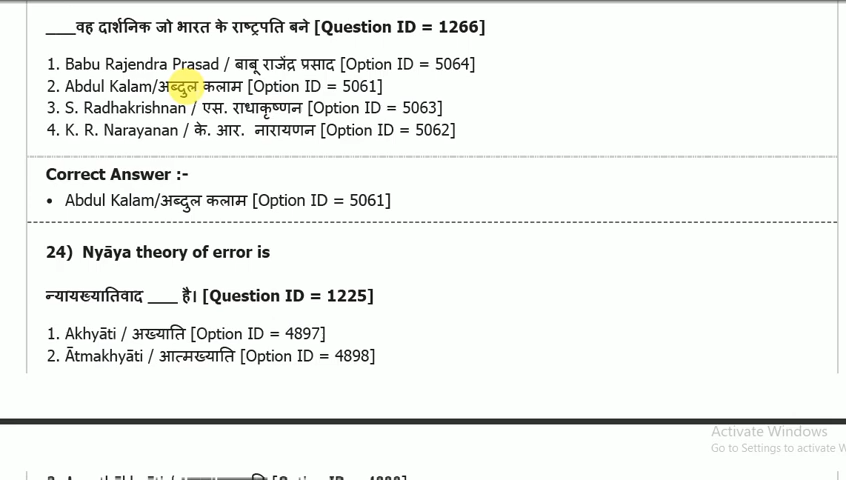 ___वह दार्शनिक जो भारत के राष्ट्रपति बने [Question ID = 1266]
1. Babu Rajendra Prasad / बाबू राजेंद्र प्रसाद [Option ID = 5064]
2. Abdul Kalam/अब्दुल कलाम [Option ID = 5061]
3. S. Radhakrishnan / एस. राधाकृष्णन [Option ID = 5063]
4. K. R. Narayanan / के. आर. नारायणन [Option ID = 5062]
Correct Answer :-
• Abdul Kalam/अब्दुल कलाम [Option ID = 5061]
24) Nyāya theory of error is
न्यायख्यातिवाद ___ है। [Question ID = 1225]
1. Akhyāti / अख्याति [Option ID = 4897]
2. Ātmakhyāti / आत्मख्याति [Option ID = 4898]
Activate Windows
Go to Settings to activate W